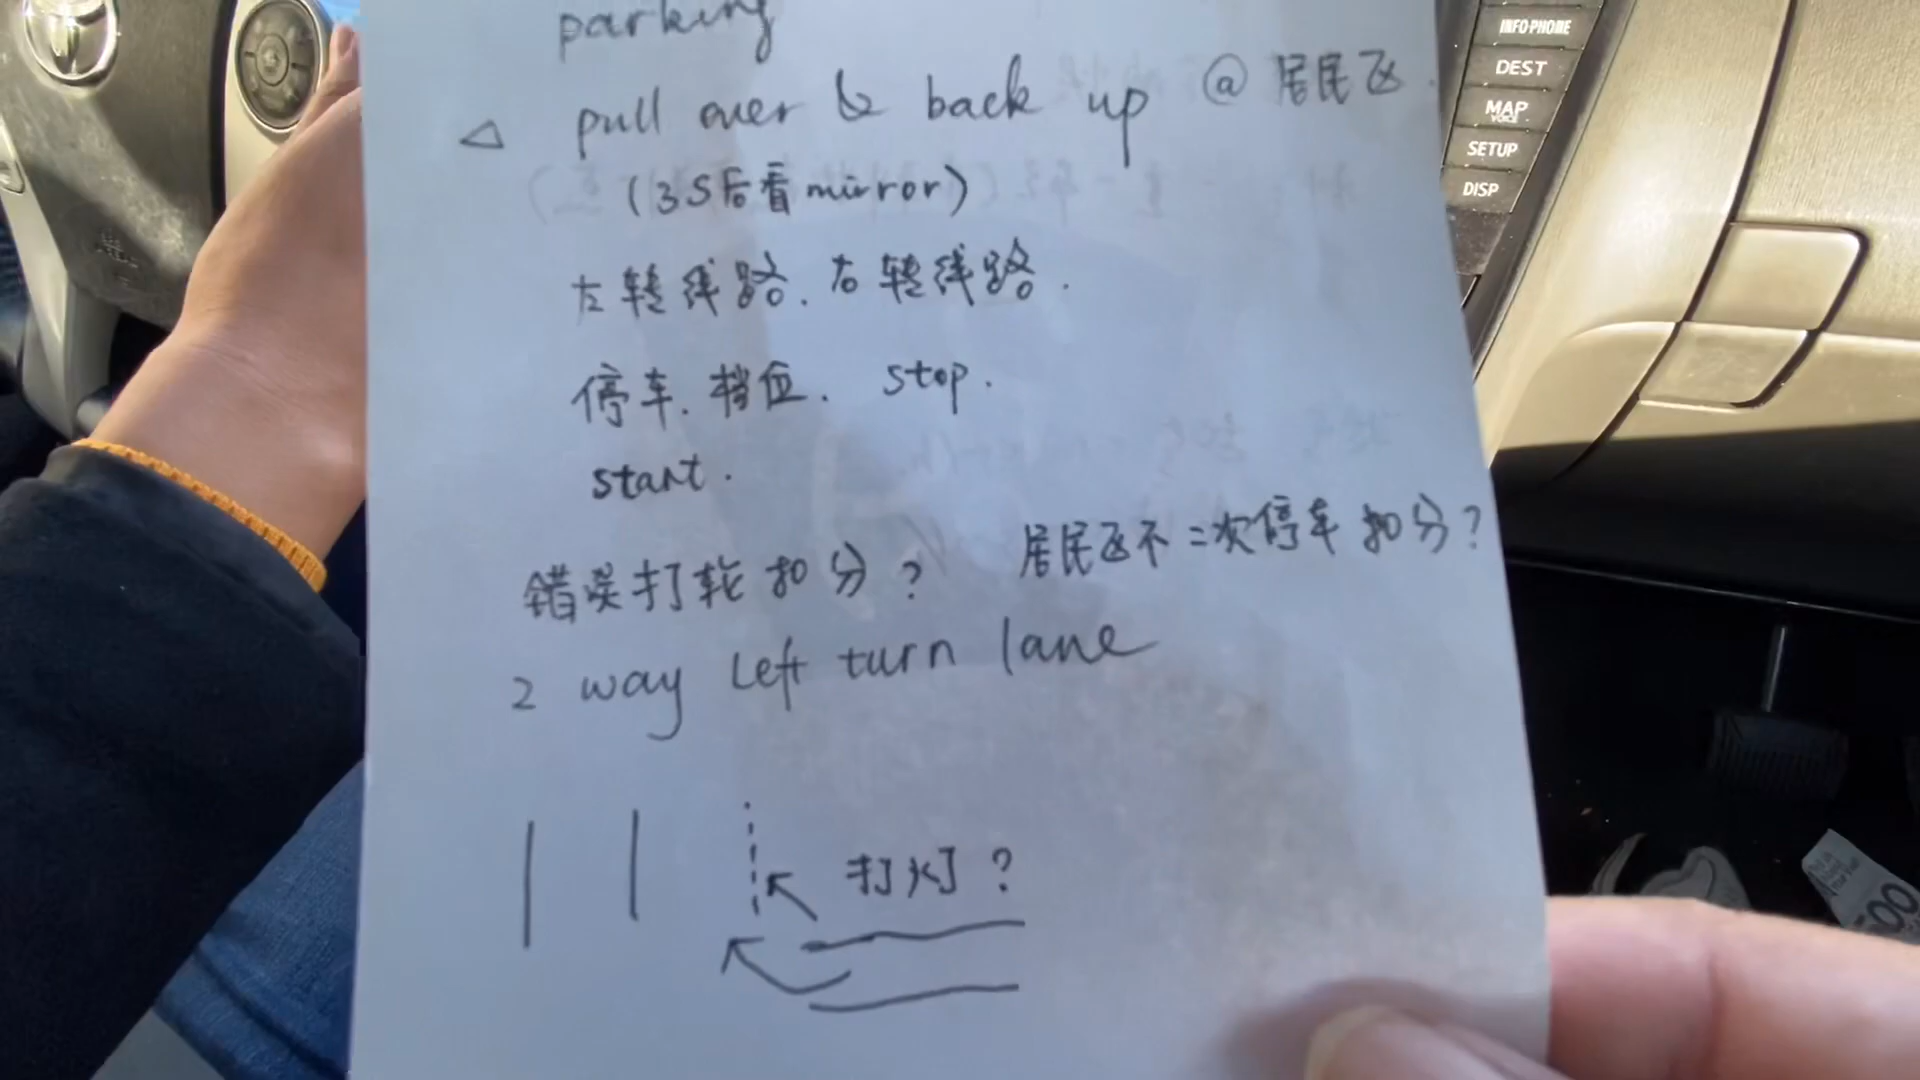 parking
△ pull over & back up @ 居民区.
(3S后看mirror)
左转线路. 右转线路.
停车. 档位. stop.
start.
错误打轮扣分?
居民区不二次停车扣分?
2 way left turn lane
打灯?
INFO PHONE
DEST
MAP
VOICE
SETUP
DISP